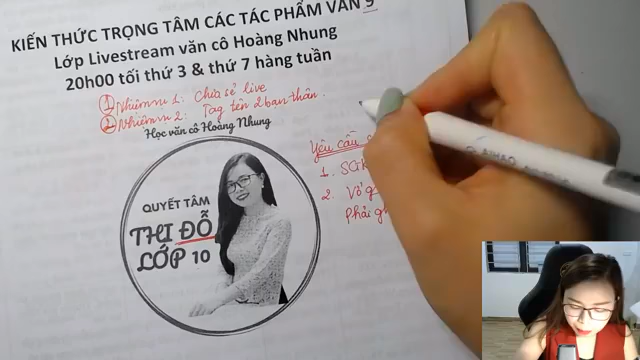 KIẾN THỨC TRỌNG TÂM CÁC TÁC PHẨM VĂN 9
Lớp Livestream văn cô Hoàng Nhung
20h00 tối thứ 3 & thứ 7 hàng tuần
① Nhiệm vụ 1: Chia sẻ live
② Nhiệm vụ 2: Tag tên 2 bạn thân.
Học văn cô Hoàng Nhung
QUYẾT TÂM
THI ĐỖ
LỚP 10
Yêu cầu
1.
2. Vở
Phải